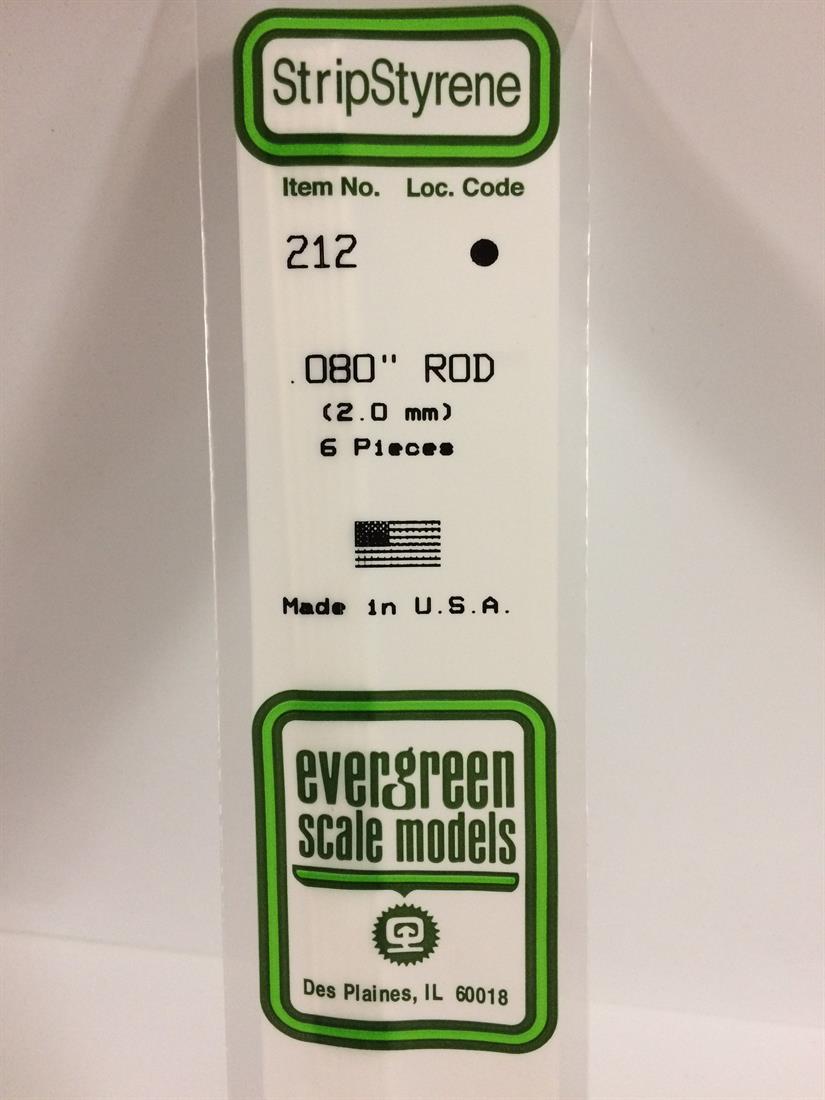 StripStyrene
Item No. Loc. Code
212 ●
.080" ROD
(2.0 mm)
6 Pieces
Made in U.S.A.
evergreen
scale models
Des Plaines, IL 60018